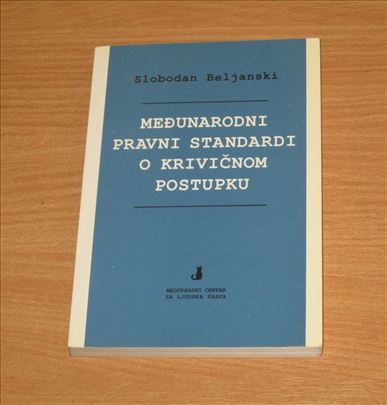 Slobodan Beljanski
MEĐUNARODNI
PRAVNI STANDARDI
O KRIVIČNOM
POSTUPKU
BEOGRADSKI CENTAR
ZA LJUDSKA PRAVA